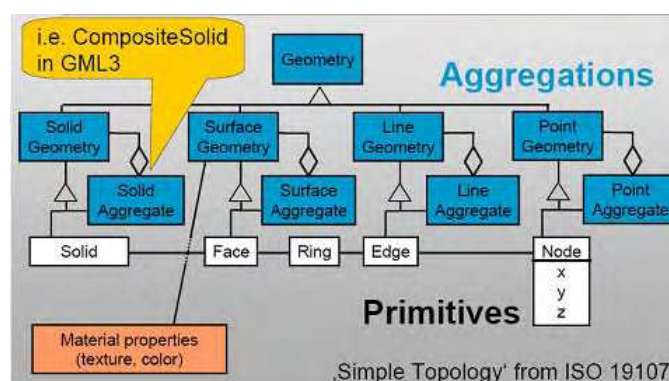 i.e. CompositeSolid
in GML3
Geometry
Aggregations
Solid
Geometry
Surface
Geometry
Line
Geometry
Point
Geometry
Solid
Aggregate
Surface
Aggregate
Line
Aggregate
Point
Aggregate
Solid
Face
Ring
Edge
Node
x
y
z
Primitives
Material properties
(texture, color)
‚Simple Topology‘ from ISO 19107